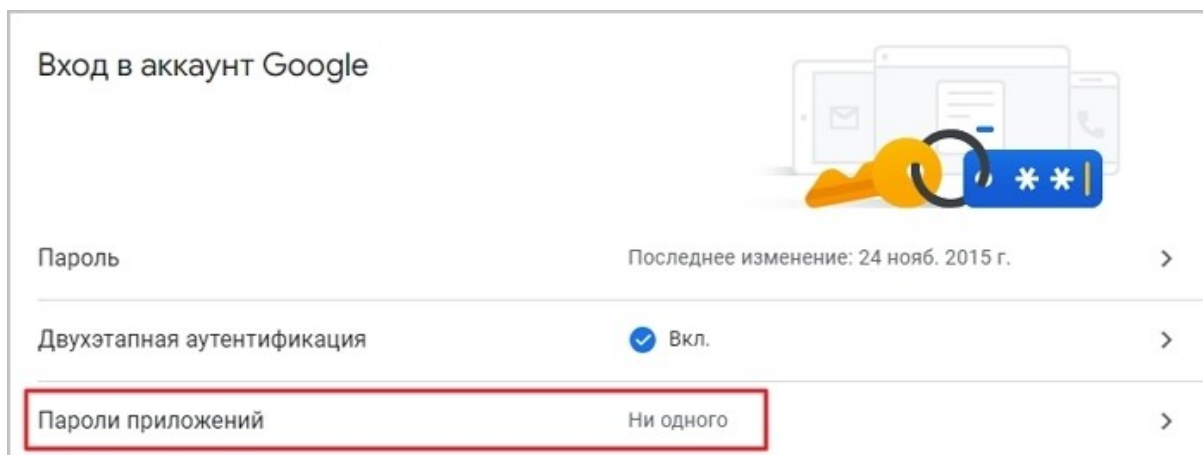 Вход в аккаунт Google
Пароль Последнее изменение: 24 нояб. 2015 г.
Двухэтапная аутентификация Вкл.
Пароли приложений Ни одного